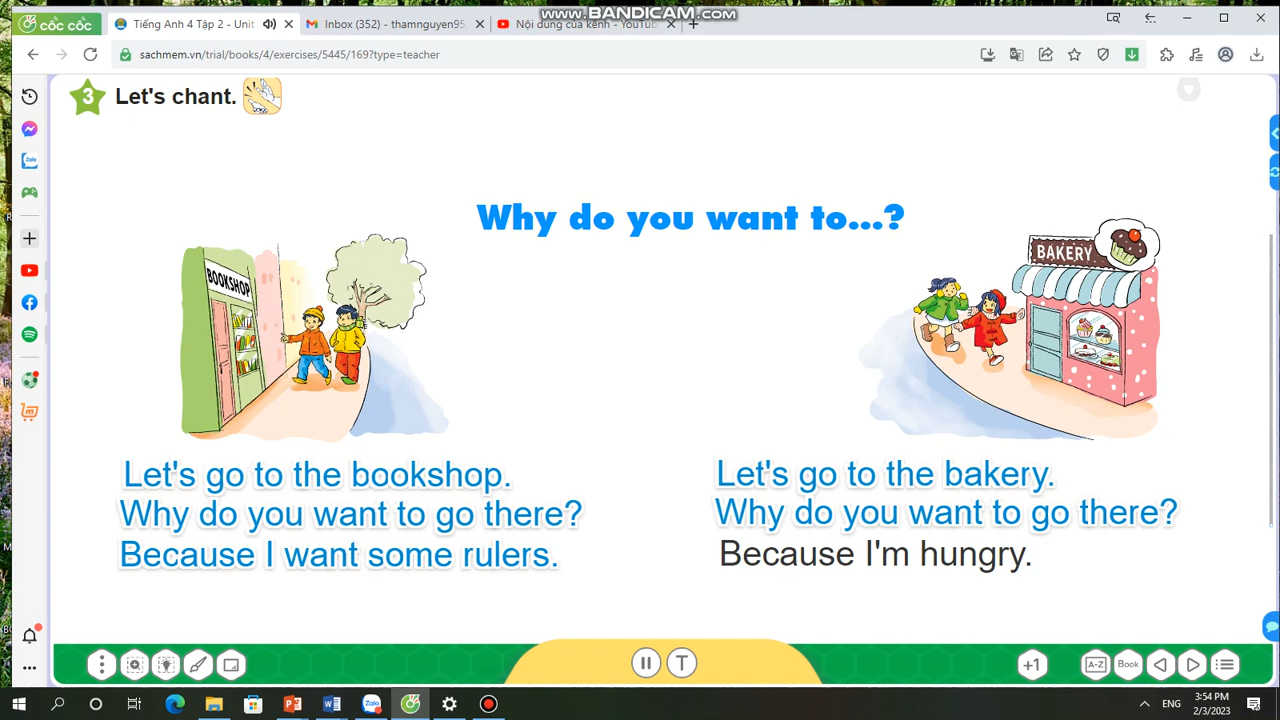 www.BANDICAM.com
cốc cốc
Tiếng Anh 4 Tập 2 - Unit
Inbox (352) - thamnguyen95
Nội dung của kênh - YouTube
sachmem.vn/trial/books/4/exercises/5445/169?type=teacher
3 Let's chant.
Why do you want to...?
BOOKSHOP
BAKERY
Let's go to the bookshop.
Why do you want to go there?
Because I want some rulers.
Let's go to the bakery.
Why do you want to go there?
Because I'm hungry.
Zalo
T
+1
A-Z
Book
Zalo
ENG
3:54 PM
2/3/2023